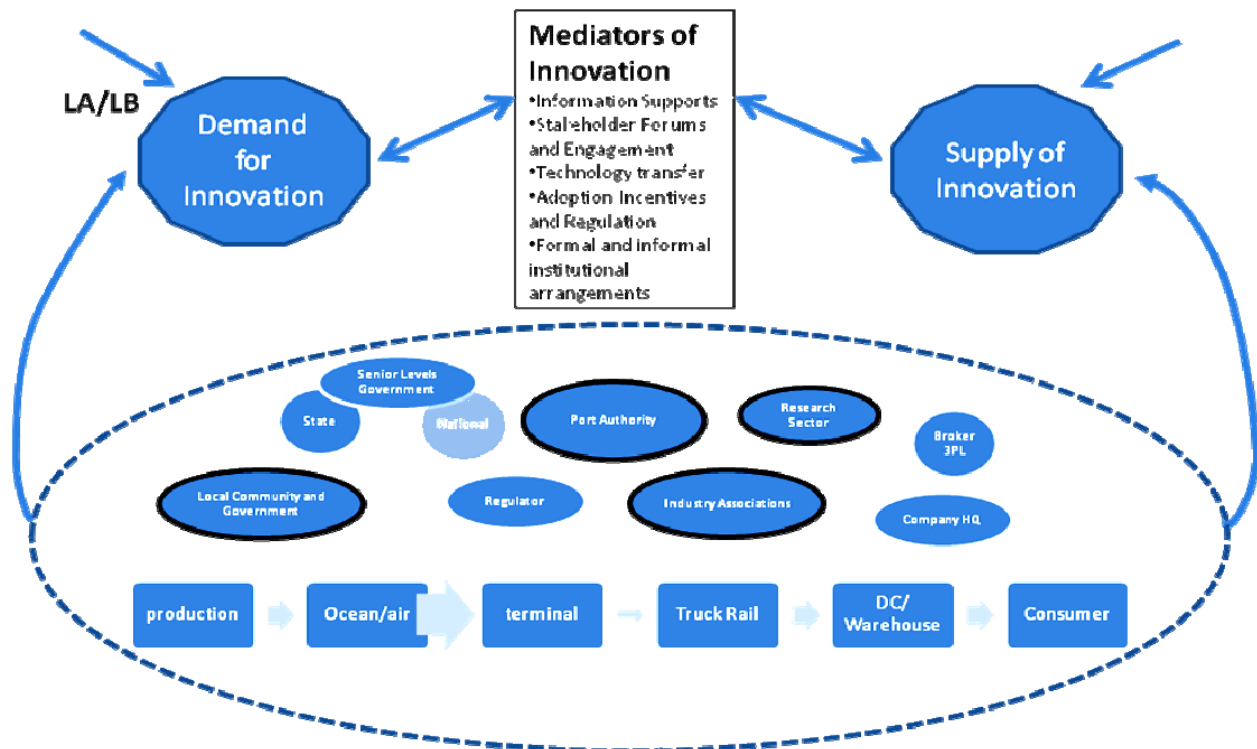 Mediators of
Innovation
•Information Supports
•Stakeholder Forums
and Engagement
•Technology transfer
•Adoption Incentives
and Regulation
•Formal and informal
institutional
arrangements
LA/LB
Demand
for
Innovation
Supply of
Innovation
Senior Levels
Government
State
National
Port Authority
Research
Sector
Broker
3PL
Local Community and
Government
Regulator
Industry Associations
Company HQ
production
Ocean/air
terminal
Truck Rail
DC/
Warehouse
Consumer